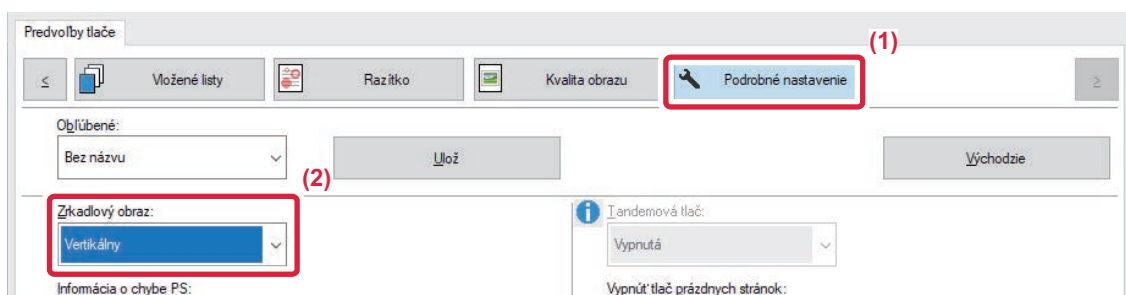 Predvoľby tlače
(1)
<
Vložené listy
Razítko
Kvalita obrazu
Podrobné nastavenie
>
Obľúbené:
Bez názvu
Ulož
Východzie
(2)
Zrkadlový obraz:
Vertikálny
Tandemová tlač:
Vypnutá
Informácia o chybe PS:
Vypnúť tlač prázdnych stránok: